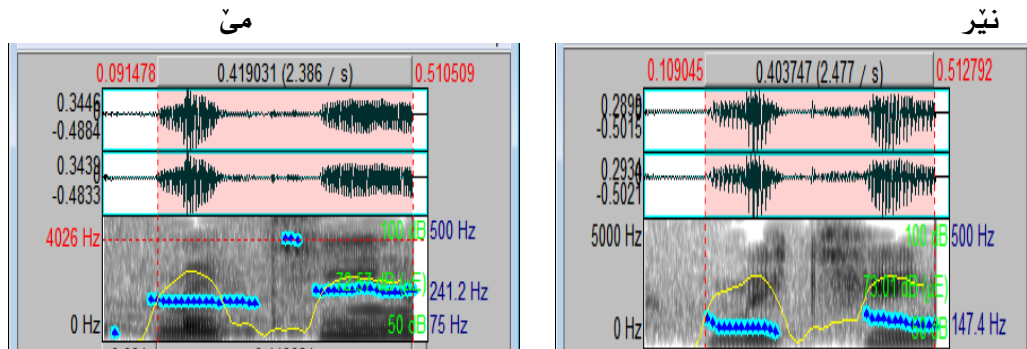 مێ
نێر
0.091478 0.419031 (2.386 / s) 0.510509
0.3446
-0.4884
0.3439
-0.4833
4026 Hz
0 Hz
100 dB 500 Hz
241.2 Hz
50 dB 75 Hz
0.109045 0.403747 (2.477 / s) 0.512792
-0.5015
0.2934
-0.5021
5000 Hz
0 Hz
100 dB 500 Hz
147.4 Hz